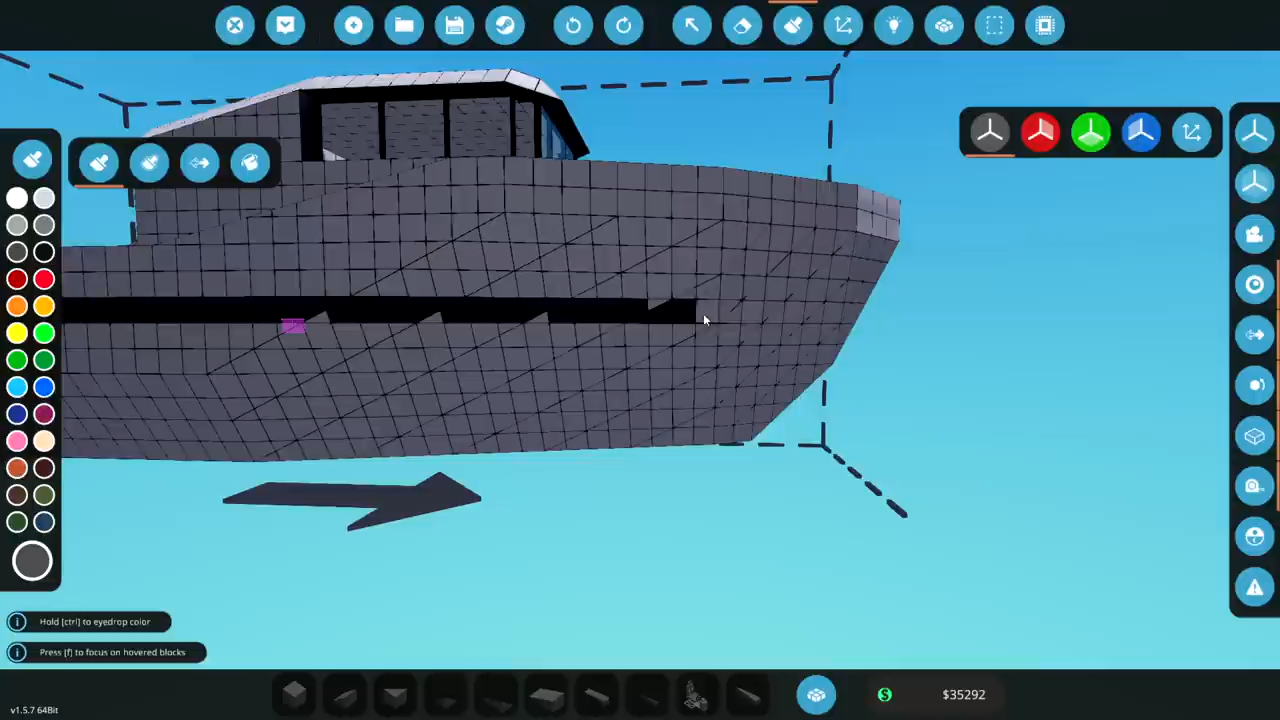 Hold [ctrl] to eyedrop color
Press [f] to focus on hovered blocks
v1.5.7 64Bit
$ $35292